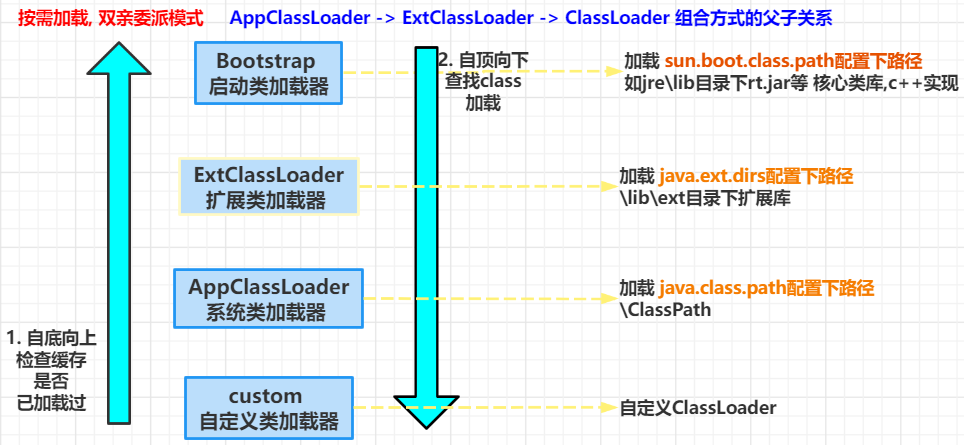 按需加载, 双亲委派模式 AppClassLoader -> ExtClassLoader -> ClassLoader 组合方式的父子关系
Bootstrap
启动类加载器
2. 自顶向下
查找class
加载
加载 sun.boot.class.path配置下路径
如jre\lib目录下rt.jar等 核心类库,c++实现
ExtClassLoader
扩展类加载器
加载 java.ext.dirs配置下路径
\lib\ext目录下扩展库
AppClassLoader
系统类加载器
加载 java.class.path配置下路径
\ClassPath
1. 自底向上
检查缓存
是否
已加载过
custom
自定义类加载器
自定义ClassLoader